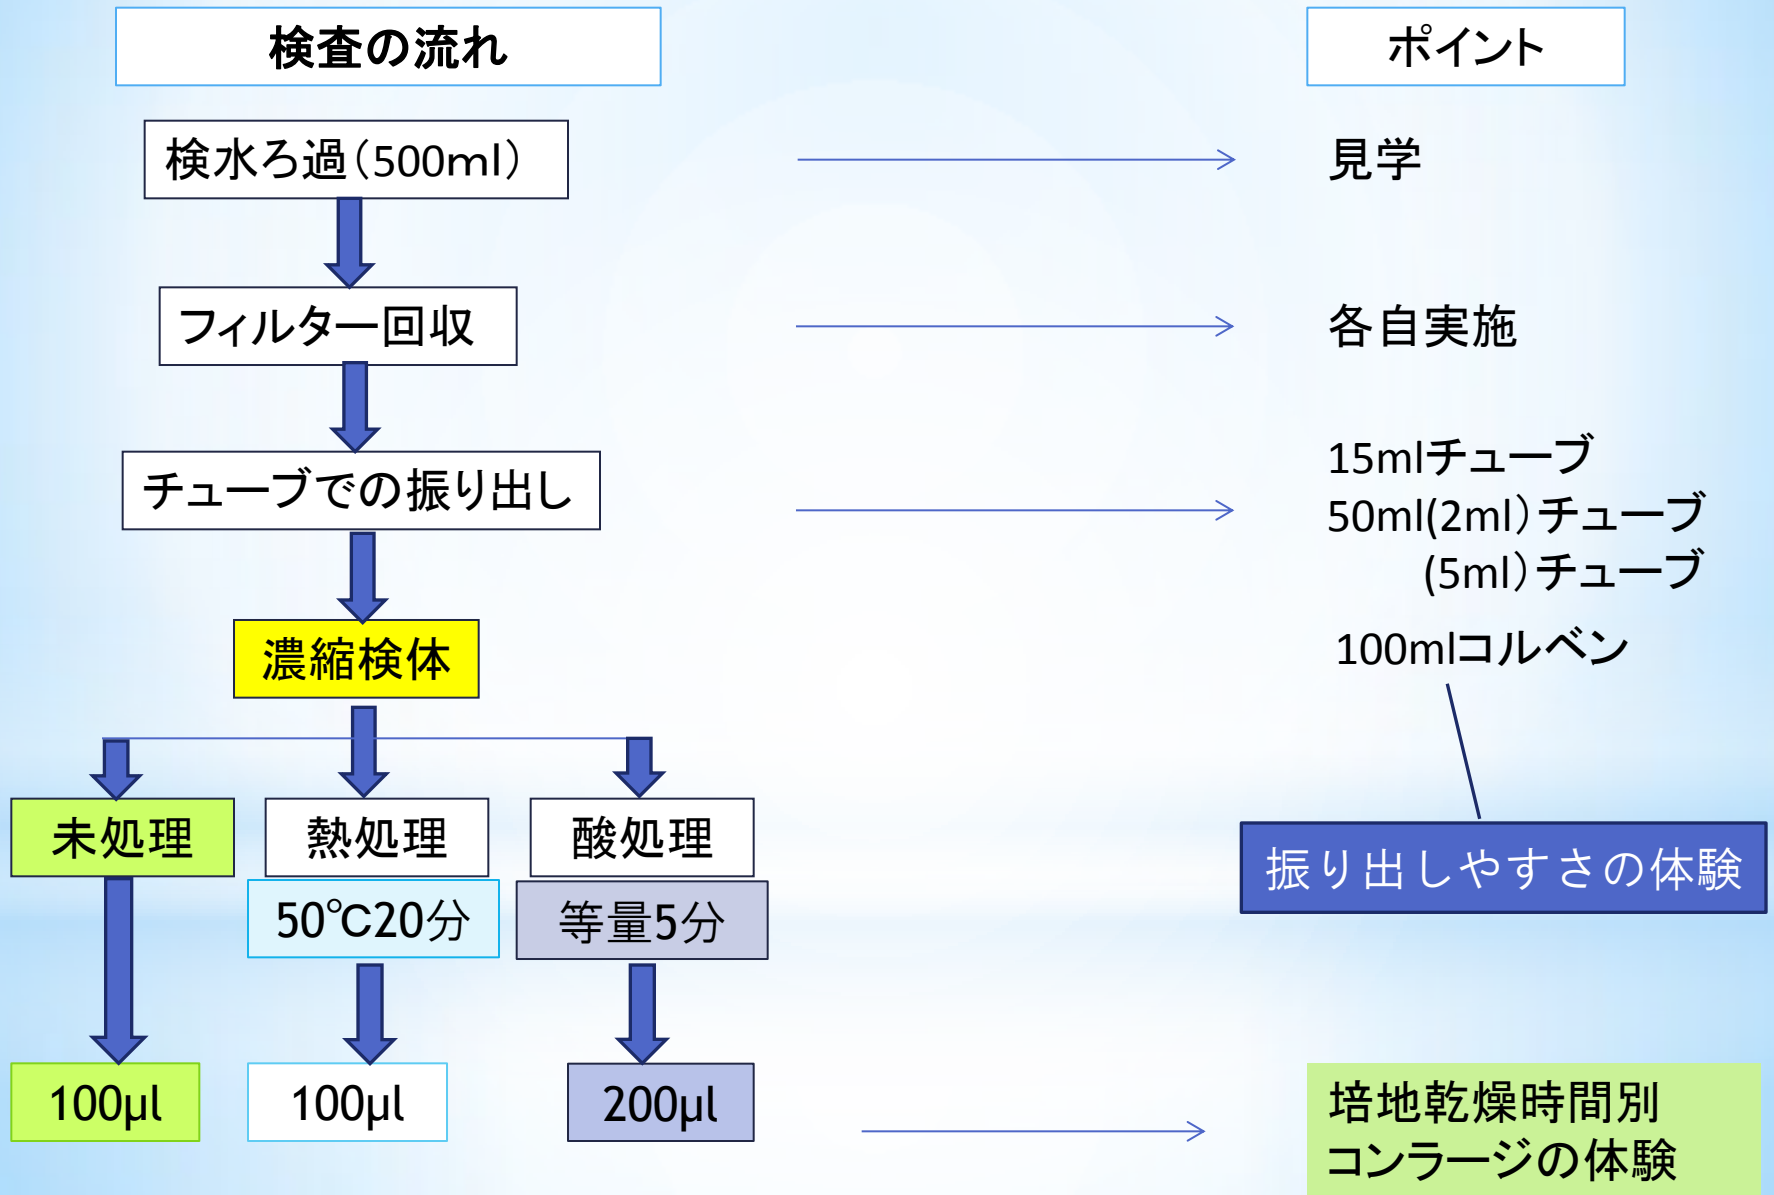 検査の流れ
ポイント
検水ろ過（500ml）
見学
フィルター回収
各自実施
チューブでの振り出し
15mlチューブ
50ml(2ml）チューブ
(5ml）チューブ
100mlコルベン
濃縮検体
未処理
熱処理
酸処理
振り出しやすさの体験
50℃20分
等量5分
100μl
100μl
200μl
培地乾燥時間別
コンラージの体験